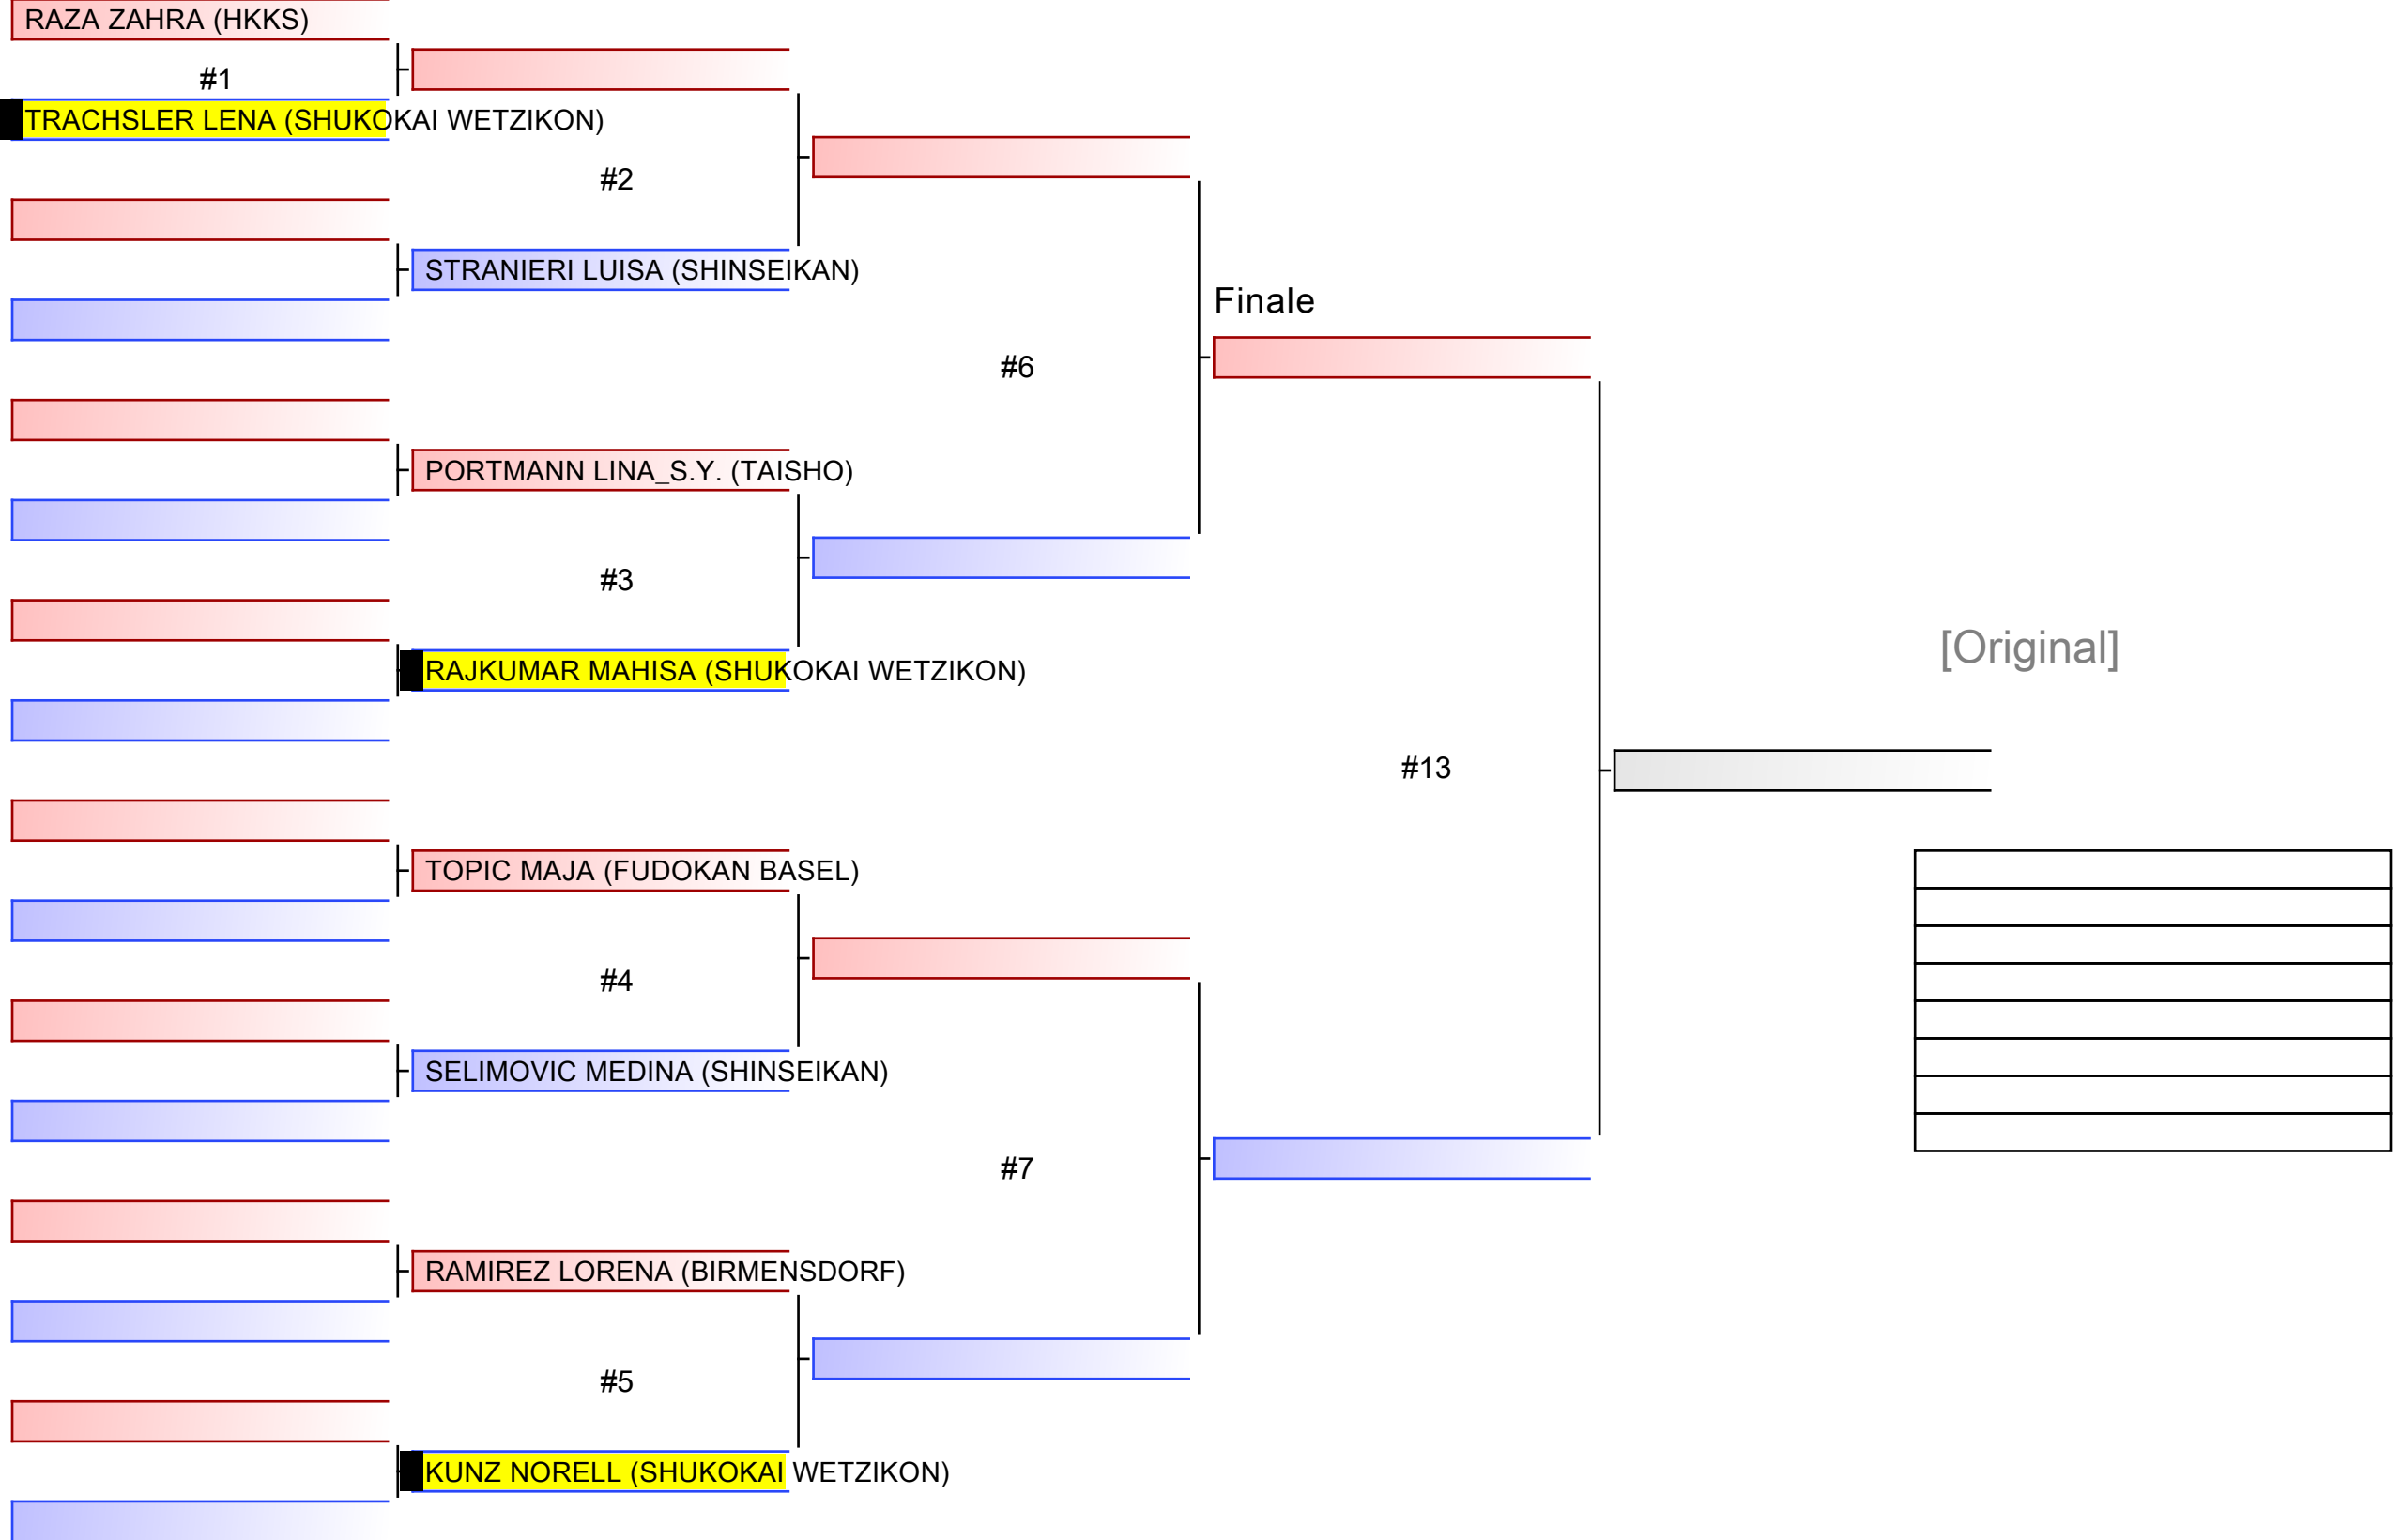 RAZA ZAHRA (HKKS)
#1
TRACHSLER LENA (SHUKOKAI WETZIKON)
#2
STRANIERI LUISA (SHINSEIKAN)
Finale
#6
PORTMANN LINA_S.Y. (TAISHO)
#3
[Original]
RAJKUMAR MAHISA (SHUKOKAI WETZIKON)
#13
TOPIC MAJA (FUDOKAN BASEL)
#4
SELIMOVIC MEDINA (SHINSEIKAN)
#7
RAMIREZ LORENA (BIRMENSDORF)
#5
KUNZ NORELL (SHUKOKAI WETZIKON)